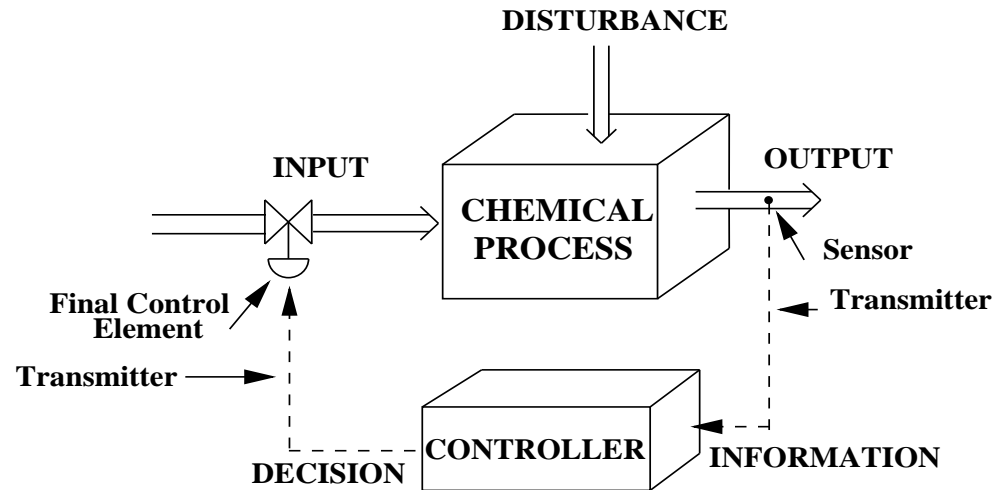 DISTURBANCE
INPUT
OUTPUT
CHEMICAL
PROCESS
Sensor
Final Control
Element
Transmitter
Transmitter
CONTROLLER
DECISION
INFORMATION